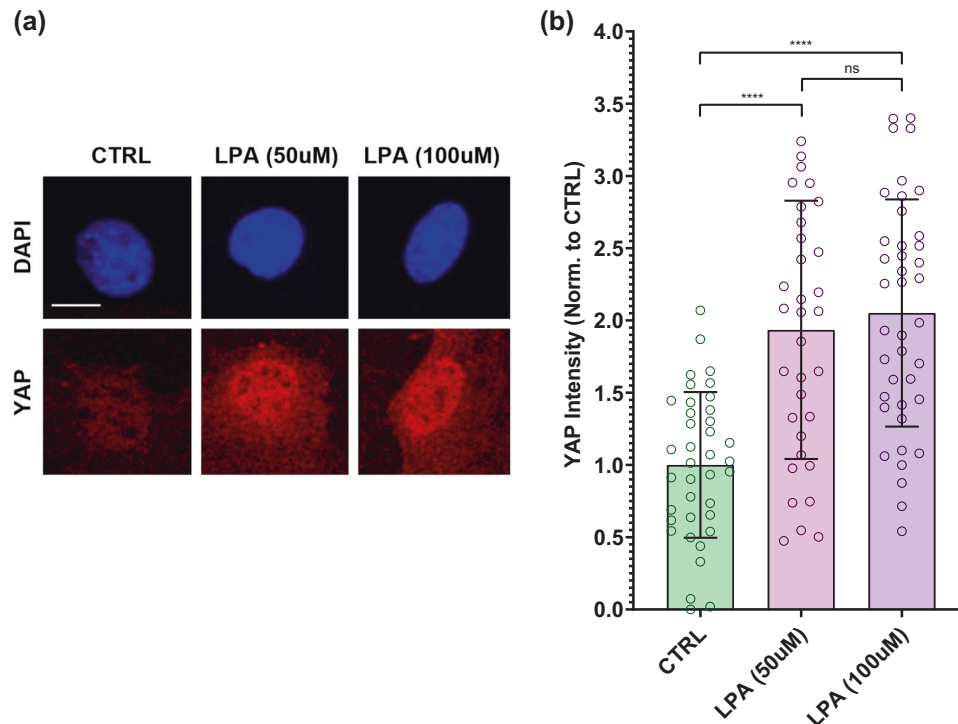 (a)
CTRL
LPA (50uM)
LPA (100uM)
DAPI
YAP
(b)
YAP Intensity (Norm. to CTRL)
4.0
3.5
3.0
2.5
2.0
1.5
1.0
0.5
0.0
****
ns
****
CTRL
LPA (50uM)
LPA (100uM)